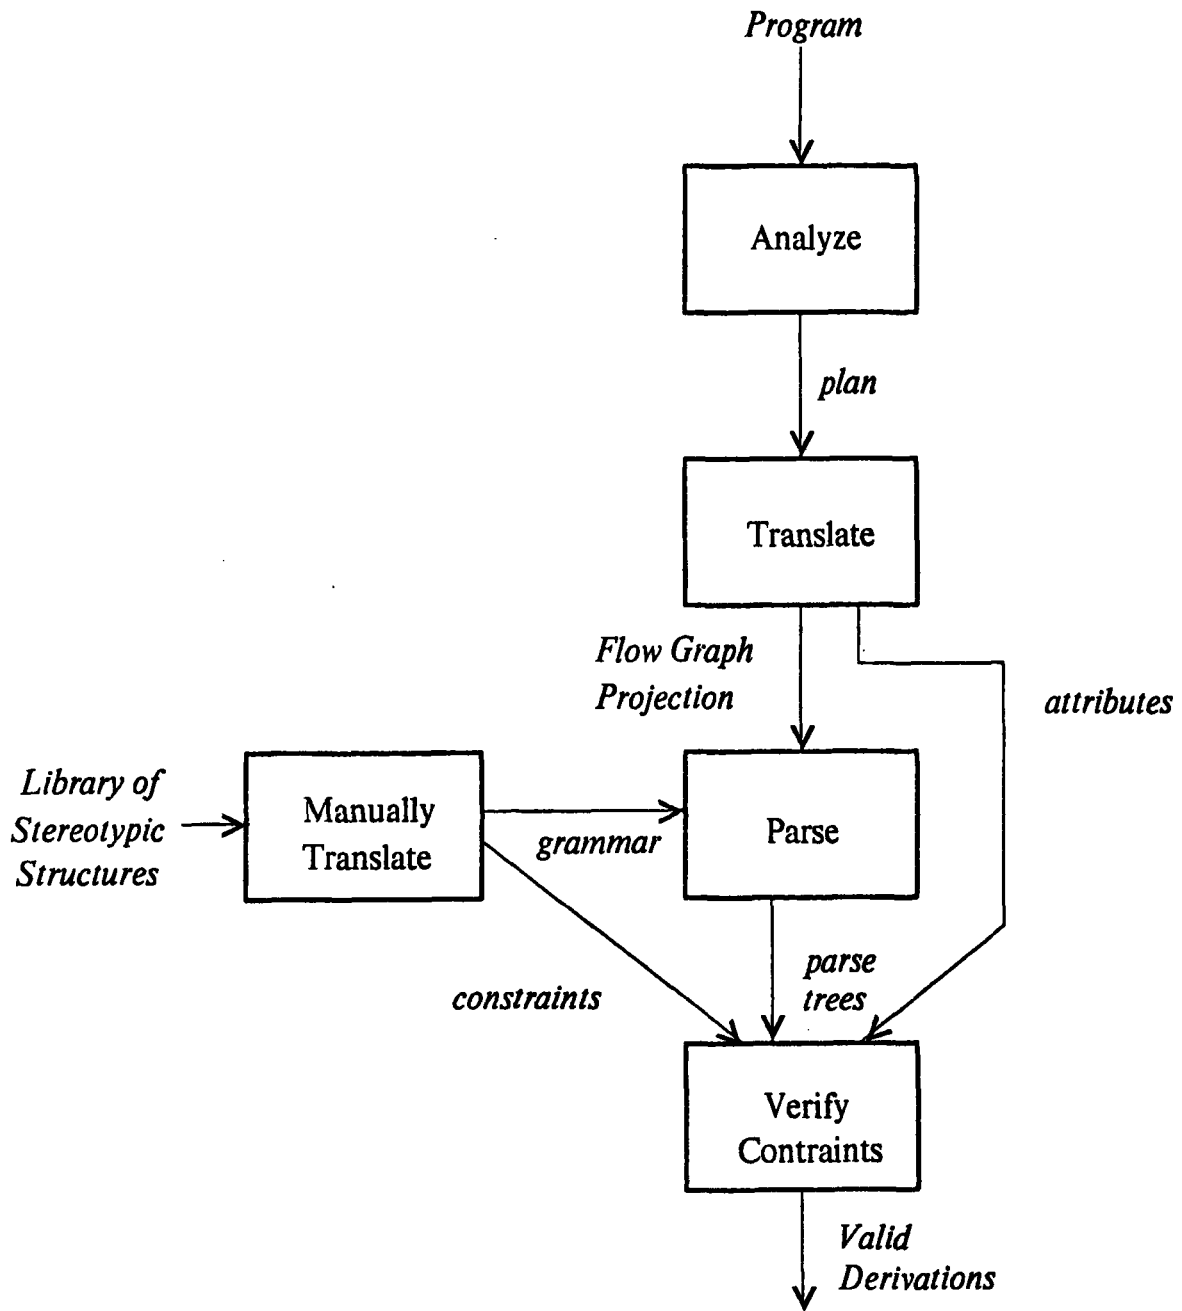 Program
Analyze
plan
Translate
Flow Graph
Projection
attributes
Library of
Stereotypic
Structures
Manually
Translate
grammar
Parse
constraints
parse
trees
Verify
Contraints
Valid
Derivations